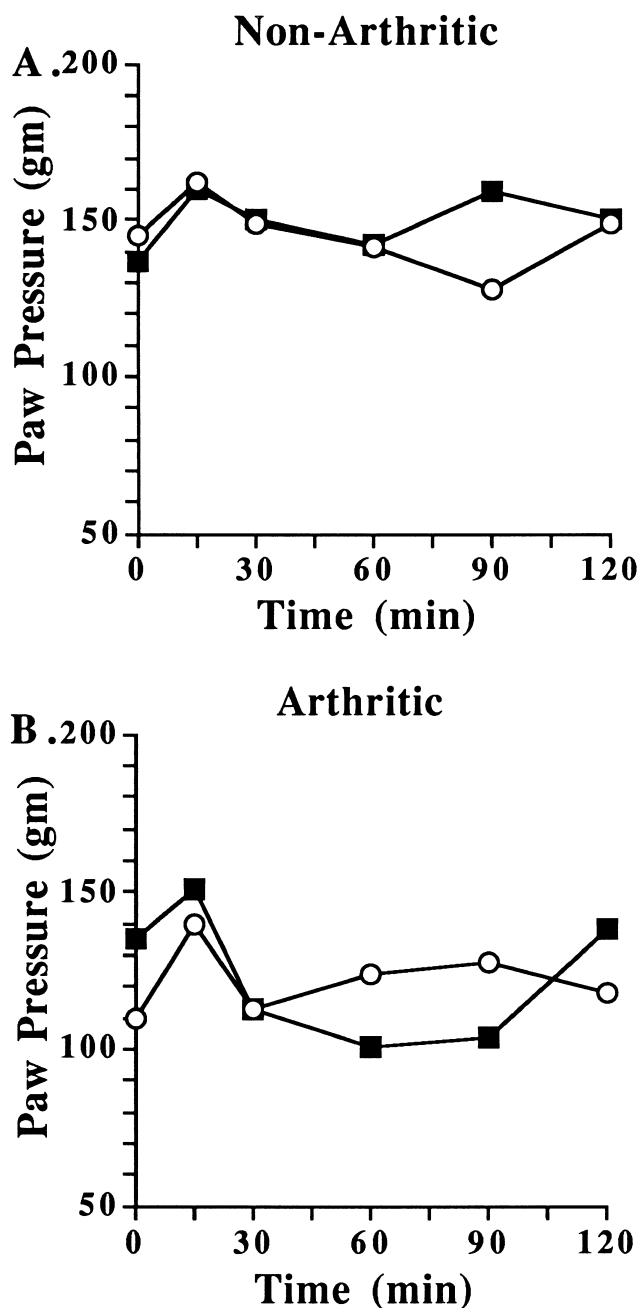 Non-Arthritic
A.
200
150
100
50
Paw Pressure (gm)
0 30 60 90 120
Time (min)
Arthritic
B.
200
150
100
50
Paw Pressure (gm)
0 30 60 90 120
Time (min)